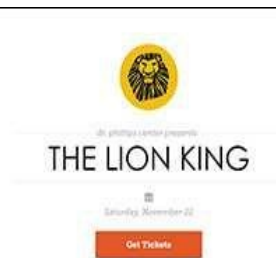 dr. phillips center presents
THE LION KING
Saturday, November 22
Get Tickets